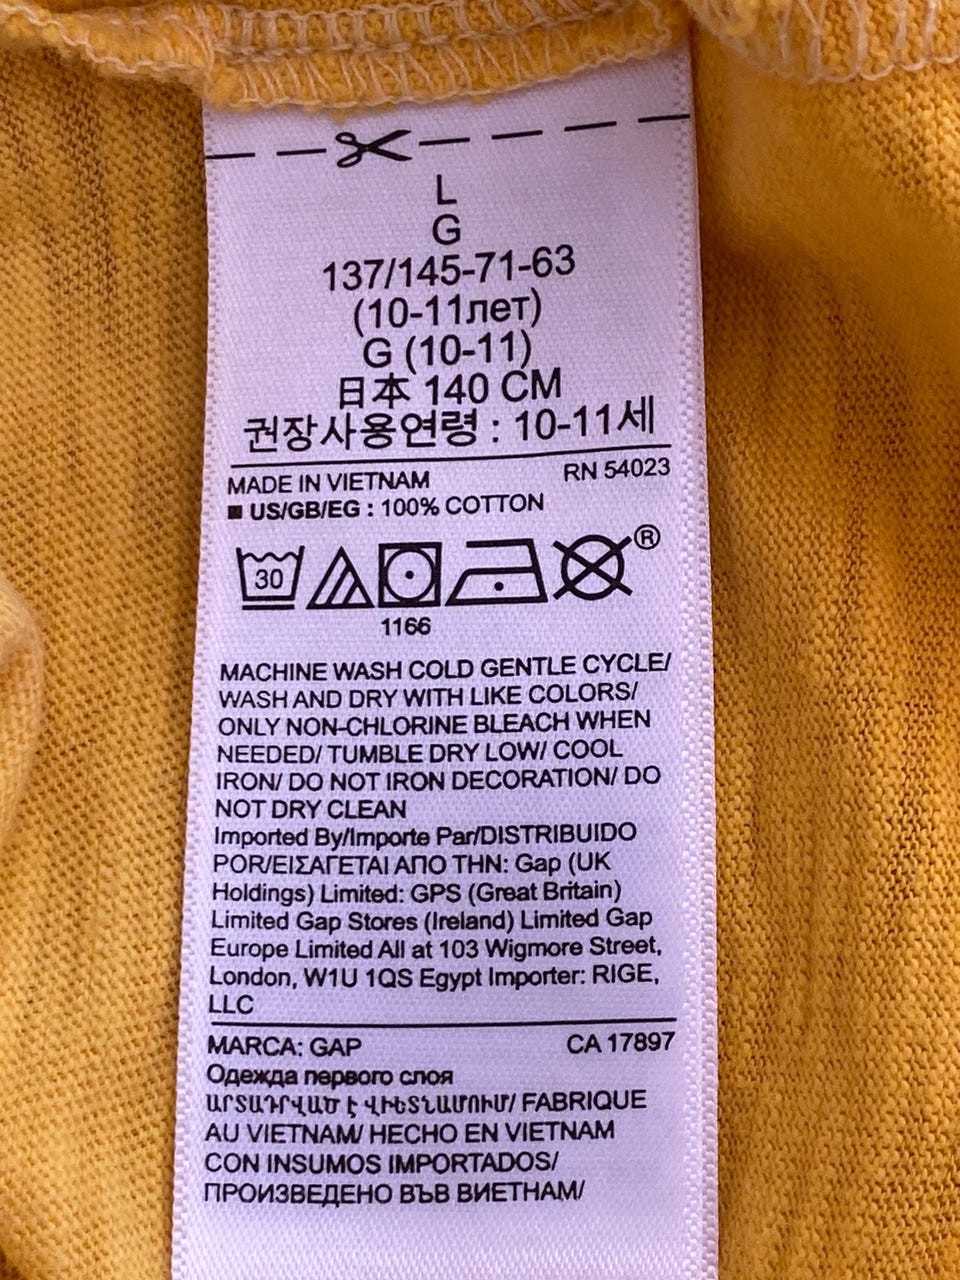 L
G
137/145-71-63
(10-11лет)
G (10-11)
日本 140 CM
권장사용연령 : 10-11세
MADE IN VIETNAM RN 54023
■ US/GB/EG : 100% COTTON
30 ®
1166
MACHINE WASH COLD GENTLE CYCLE/
WASH AND DRY WITH LIKE COLORS/
ONLY NON-CHLORINE BLEACH WHEN
NEEDED/ TUMBLE DRY LOW/ COOL
IRON/ DO NOT IRON DECORATION/ DO
NOT DRY CLEAN
Imported By/Importe Par/DISTRIBUIDO
POR/ΕΙΣΑΓΕΤΑΙ ΑΠΟ ΤΗΝ: Gap (UK
Holdings) Limited: GPS (Great Britain)
Limited Gap Stores (Ireland) Limited Gap
Europe Limited All at 103 Wigmore Street,
London, W1U 1QS Egypt Importer: RIGE,
LLC
MARCA: GAP CA 17897
Одежда первого слоя
ԱՐՏԱԴՐՎԱԾ Է ՎԻԵՏՆԱՄՈՒՄ/ FABRIQUE
AU VIETNAM/ HECHO EN VIETNAM
CON INSUMOS IMPORTADOS/
ПРОИЗВЕДЕНО ВЪВ ВИЕТНАМ/